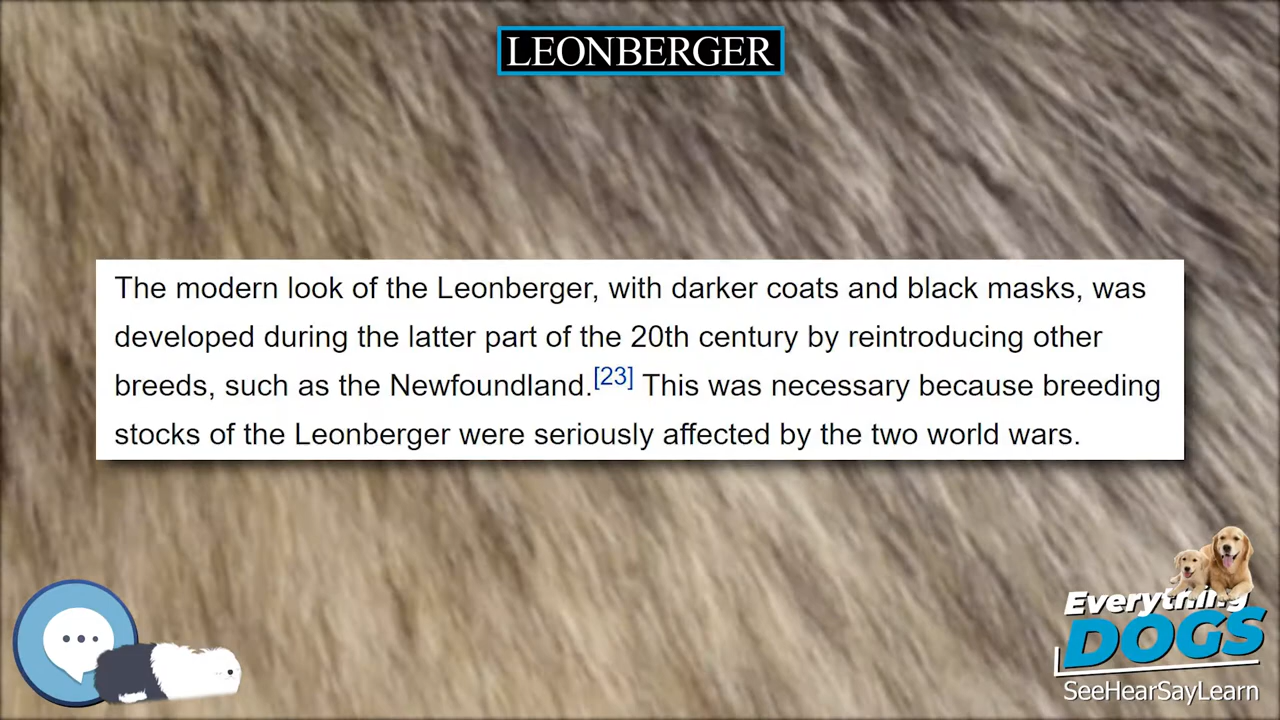 LEONBERGER
The modern look of the Leonberger, with darker coats and black masks, was
developed during the latter part of the 20th century by reintroducing other
breeds, such as the Newfoundland.[23] This was necessary because breeding
stocks of the Leonberger were seriously affected by the two world wars.
Everything
DOGS
SeeHearSayLearn